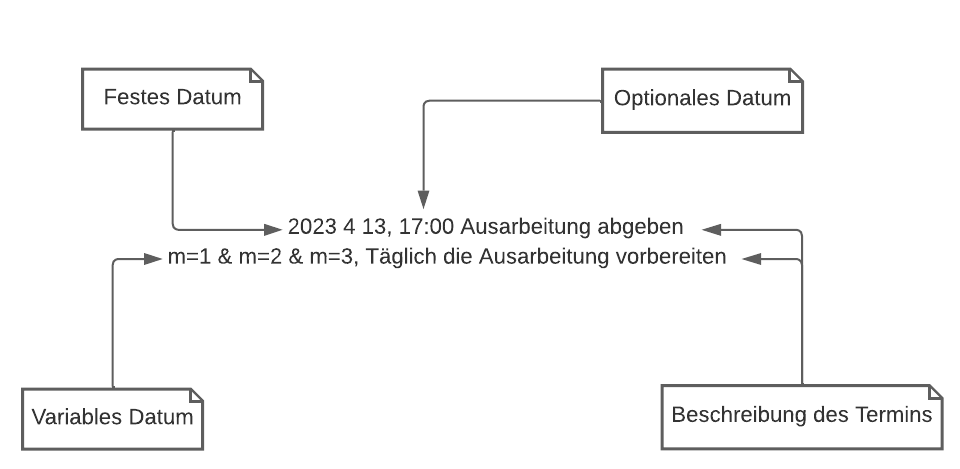 Festes Datum
Optionales Datum
2023 4 13, 17:00 Ausarbeitung abgeben
m=1 & m=2 & m=3, Täglich die Ausarbeitung vorbereiten
Variables Datum
Beschreibung des Termins